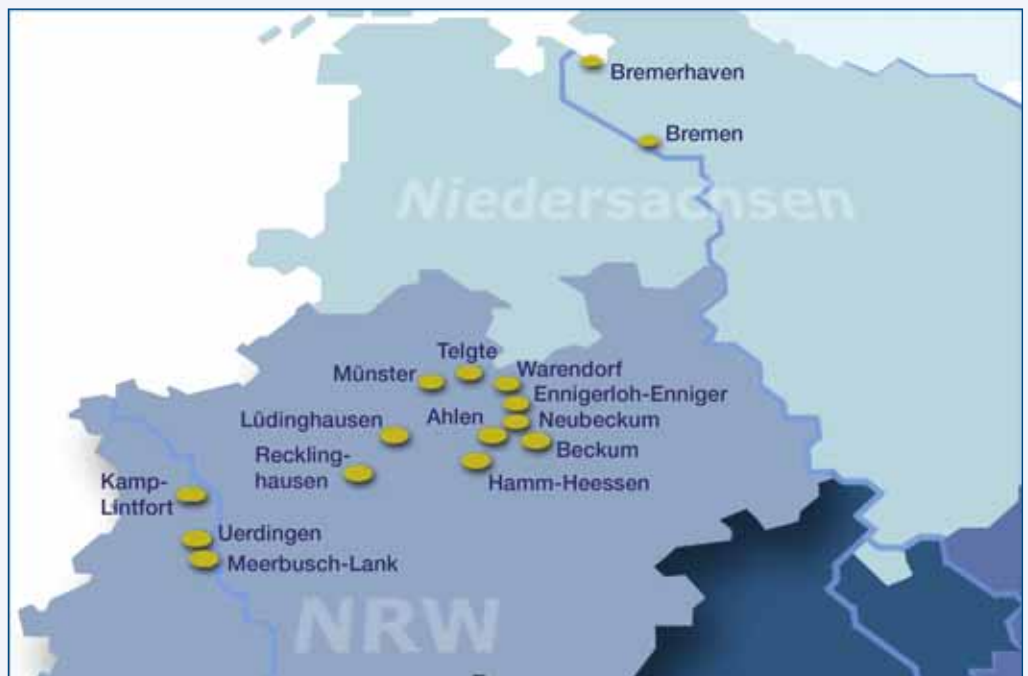 Bremerhaven
Bremen
Niedersachsen
Telgte
Münster
Warendorf
Ennigerloh-Enniger
Lüdinghausen
Ahlen
Neubeckum
Beckum
Reckling-
hausen
Hamm-Heessen
Kamp-
Lintfort
Uerdingen
Meerbusch-Lank
NRW